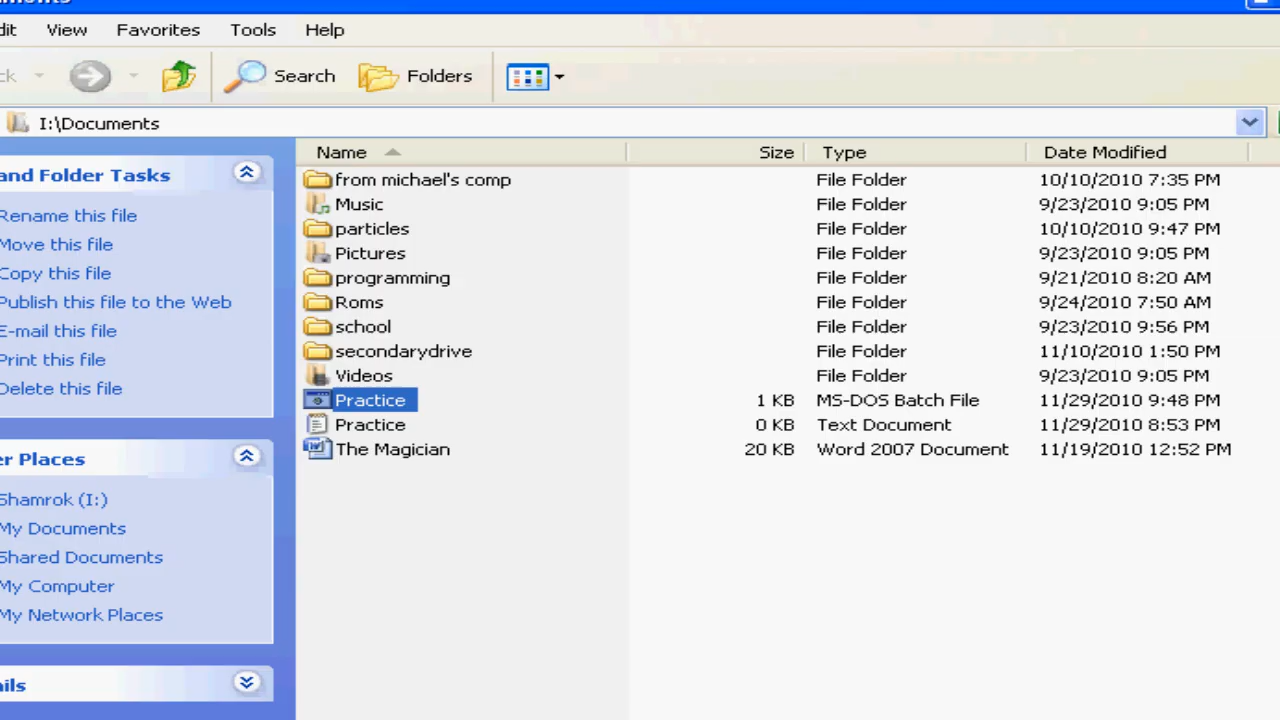 View Favorites Tools Help
Search Folders
I:\Documents
Name Size Type Date Modified
and Folder Tasks
Rename this file
Move this file
Copy this file
Publish this file to the Web
E-mail this file
Print this file
Delete this file
Places
Shamrok (I:)
My Documents
Shared Documents
My Computer
My Network Places
from michael's comp File Folder 10/10/2010 7:35 PM
Music File Folder 9/23/2010 9:05 PM
particles File Folder 10/10/2010 9:47 PM
Pictures File Folder 9/23/2010 9:05 PM
programming File Folder 9/21/2010 8:20 AM
Roms File Folder 9/24/2010 7:50 AM
school File Folder 9/23/2010 9:56 PM
secondarydrive File Folder 11/10/2010 1:50 PM
Videos File Folder 9/23/2010 9:05 PM
Practice 1 KB MS-DOS Batch File 11/29/2010 9:48 PM
Practice 0 KB Text Document 11/29/2010 8:53 PM
The Magician 20 KB Word 2007 Document 11/19/2010 12:52 PM